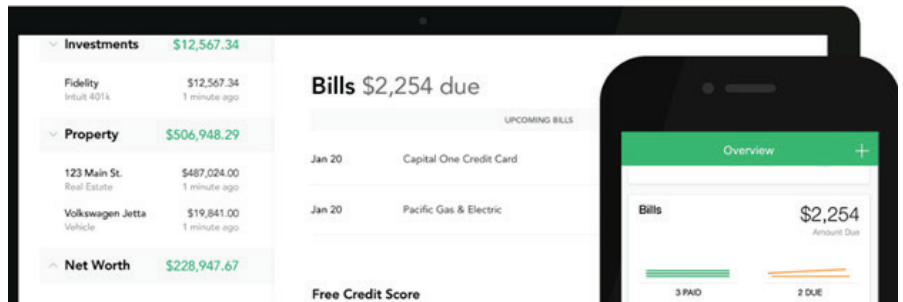 Investments $12,567.34
Fidelity $12,567.34
Intuit 401k 1 minute ago
Property $506,948.29
123 Main St. $487,024.00
Real Estate 1 minute ago
Volkswagen Jetta $19,841.00
Vehicle 1 minute ago
Net Worth $228,947.67
Bills $2,254 due
UPCOMING BILLS
Jan 20 Capital One Credit Card
Jan 20 Pacific Gas & Electric
Free Credit Score
Overview +
Bills $2,254
Amount Due
3 PAID 2 DUE